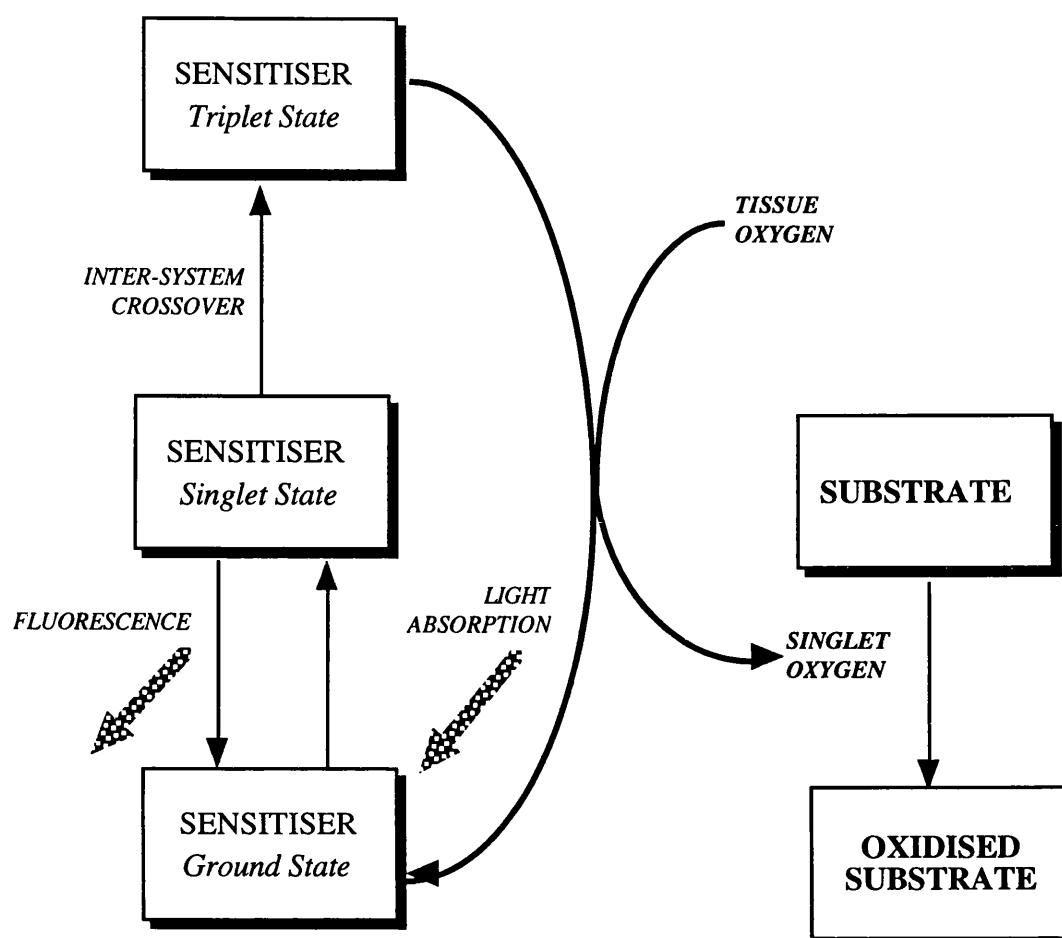 SENSITISER
Triplet State
TISSUE
OXYGEN
INTER-SYSTEM
CROSSOVER
SENSITISER
Singlet State
SUBSTRATE
FLUORESCENCE
LIGHT
ABSORPTION
SINGLET
OXYGEN
SENSITISER
Ground State
OXIDISED
SUBSTRATE